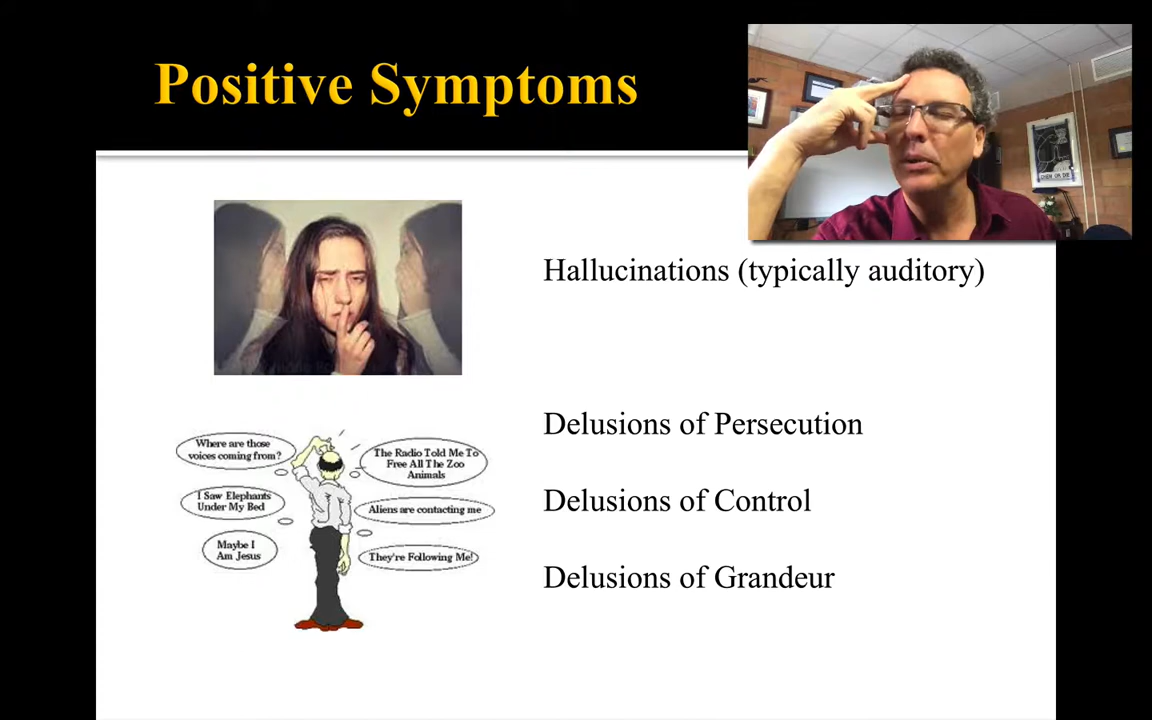 Positive Symptoms
Hallucinations (typically auditory)
Delusions of Persecution
Delusions of Control
Delusions of Grandeur
Where are those
voices coming from?
The Radio Told Me To
Free All The Zoo
Animals
I Saw Elephants
Under My Bed
Aliens are contacting me
Maybe I
Am Jesus
They're Following Me!